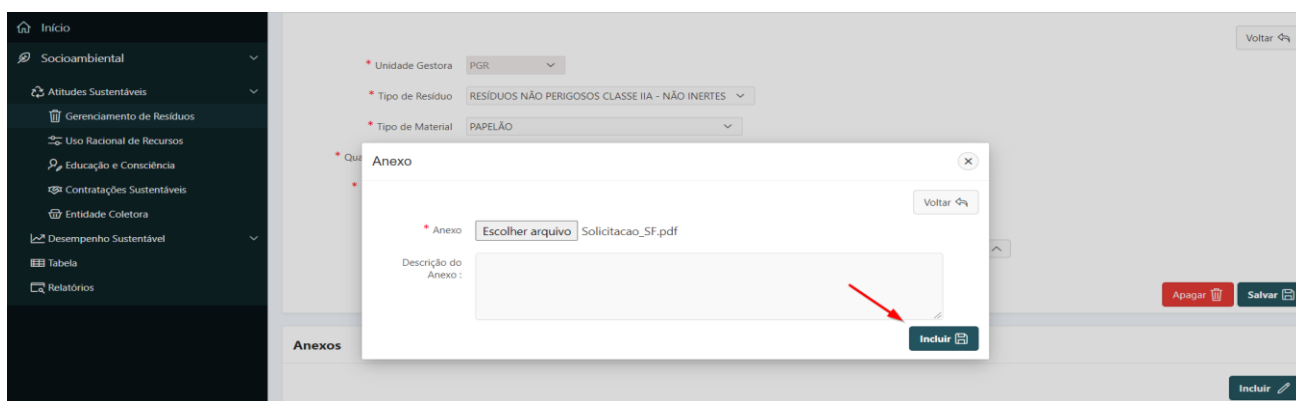 Início
Socioambiental
Atitudes Sustentáveis
Gerenciamento de Resíduos
Uso Racional de Recursos
Educação e Consciência
Contratações Sustentáveis
Entidade Coletora
Desempenho Sustentável
Tabela
Relatórios
Voltar
* Unidade Gestora PGR
* Tipo de Resíduo RESÍDUOS NÃO PERIGOSOS CLASSE IIA - NÃO INERTES
* Tipo de Material PAPELÃO
* Qua
*
Anexo
Voltar
* Anexo Escolher arquivo Solicitacao_SF.pdf
Descrição do
Anexo :
Incluir
Apagar Salvar
Anexos
Incluir